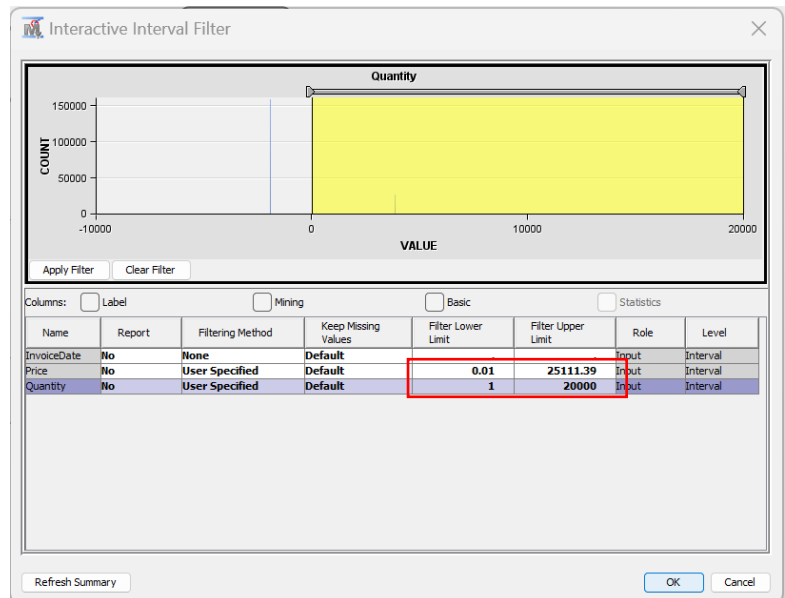 Interactive Interval Filter
Quantity
150000
100000
50000
0
COUNT
-10000 0 10000 20000
VALUE
Apply Filter Clear Filter
Columns: Label Mining Basic Statistics
Name Report Filtering Method Keep Missing Values Filter Lower Limit Filter Upper Limit Role Level
InvoiceDate No None Default . . Input Interval
Price No User Specified Default 0.01 25111.39 Input Interval
Quantity No User Specified Default 1 20000 Input Interval
Refresh Summary OK Cancel